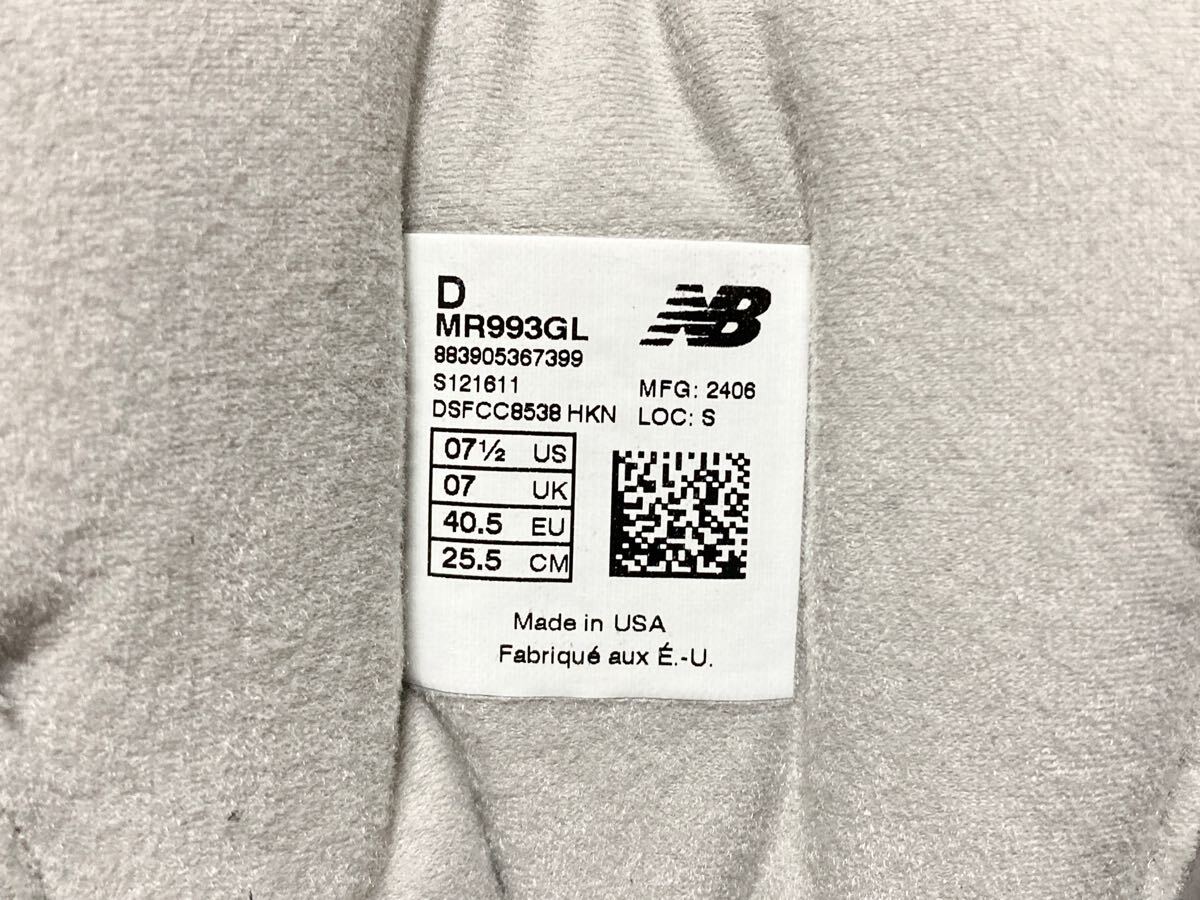 D
MR993GL
883905367399
S121611
DSFCC8538 HKN
NB
MFG: 2406
LOC: S
07½ US
07 UK
40.5 EU
25.5 CM
Made in USA
Fabriqué aux É.-U.